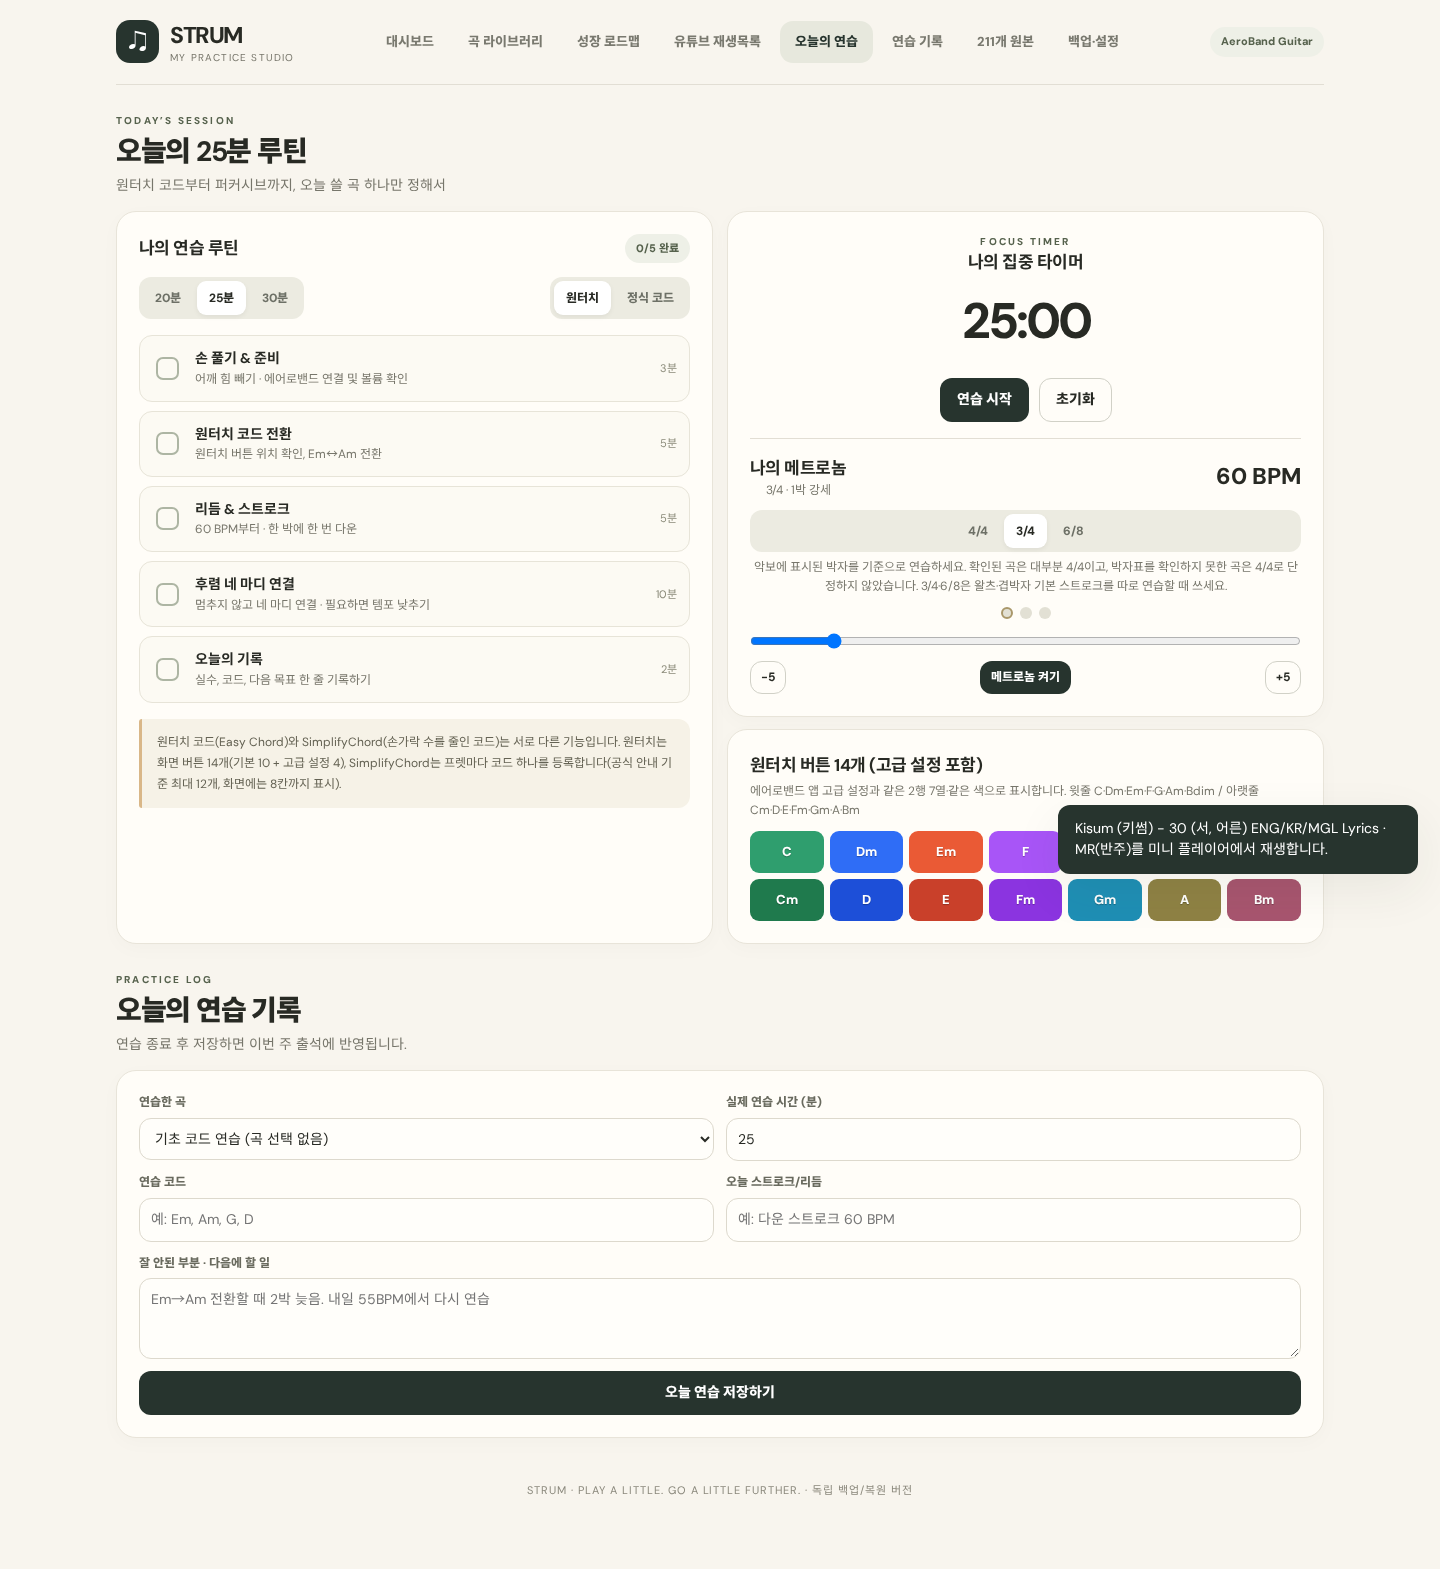 STRUM
MY PRACTICE STUDIO
대시보드
곡 라이브러리
성장 로드맵
유튜브 재생목록
오늘의 연습
연습 기록
211개 원본
백업·설정
AeroBand Guitar
TODAY'S SESSION
오늘의 25분 루틴
원터치 코드부터 퍼커시브까지, 오늘 쓸 곡 하나만 정해서
나의 연습 루틴
0/5 완료
20분
25분
30분
원터치
정식 코드
손 풀기 & 준비
어깨 힘 빼기 · 에어로밴드 연결 및 볼륨 확인
3분
원터치 코드 전환
원터치 버튼 위치 확인, Em↔Am 전환
5분
리듬 & 스트로크
60 BPM부터 · 한 박에 한 번 다운
5분
후렴 네 마디 연결
멈추지 않고 네 마디 연결 · 필요하면 템포 낮추기
10분
오늘의 기록
실수, 코드, 다음 목표 한 줄 기록하기
2분
원터치 코드(Easy Chord)와 SimplifyChord(손가락 수를 줄인 코드)는 서로 다른 기능입니다. 원터치는
화면 버튼 14개(기본 10 + 고급 설정 4), SimplifyChord는 프렛마다 코드 하나를 등록합니다(공식 안내 기
준 최대 12개, 화면에는 8칸까지 표시).
FOCUS TIMER
나의 집중 타이머
25:00
연습 시작
초기화
나의 메트로놈
3/4 · 1박 강세
60 BPM
4/4
3/4
6/8
악보에 표시된 박자를 기준으로 연습하세요. 확인된 곡은 대부분 4/4이고, 박자표를 확인하지 못한 곡은 4/4로 단
정하지 않았습니다. 3/4·6/8은 왈츠·겹박자 기본 스트로크를 따로 연습할 때 쓰세요.
-5
메트로놈 켜기
+5
원터치 버튼 14개 (고급 설정 포함)
에어로밴드 앱 고급 설정과 같은 2행 7열·같은 색으로 표시합니다. 윗줄 C·Dm·Em·F·G·Am·Bdim / 아랫줄
Cm·D·E·Fm·Gm·A·Bm
C
Dm
Em
F
Kisum (키썸) - 30 (서, 어른) ENG/KR/MGL Lyrics ·
MR(반주)를 미니 플레이어에서 재생합니다.
Cm
D
E
Fm
Gm
A
Bm
PRACTICE LOG
오늘의 연습 기록
연습 종료 후 저장하면 이번 주 출석에 반영됩니다.
연습한 곡
기초 코드 연습 (곡 선택 없음)
실제 연습 시간 (분)
25
연습 코드
예: Em, Am, G, D
오늘 스트로크/리듬
예: 다운 스트로크 60 BPM
잘 안된 부분 · 다음에 할 일
Em→Am 전환할 때 2박 늦음. 내일 55BPM에서 다시 연습
오늘 연습 저장하기
STRUM · PLAY A LITTLE. GO A LITTLE FURTHER. · 독립 백업/복원 버전